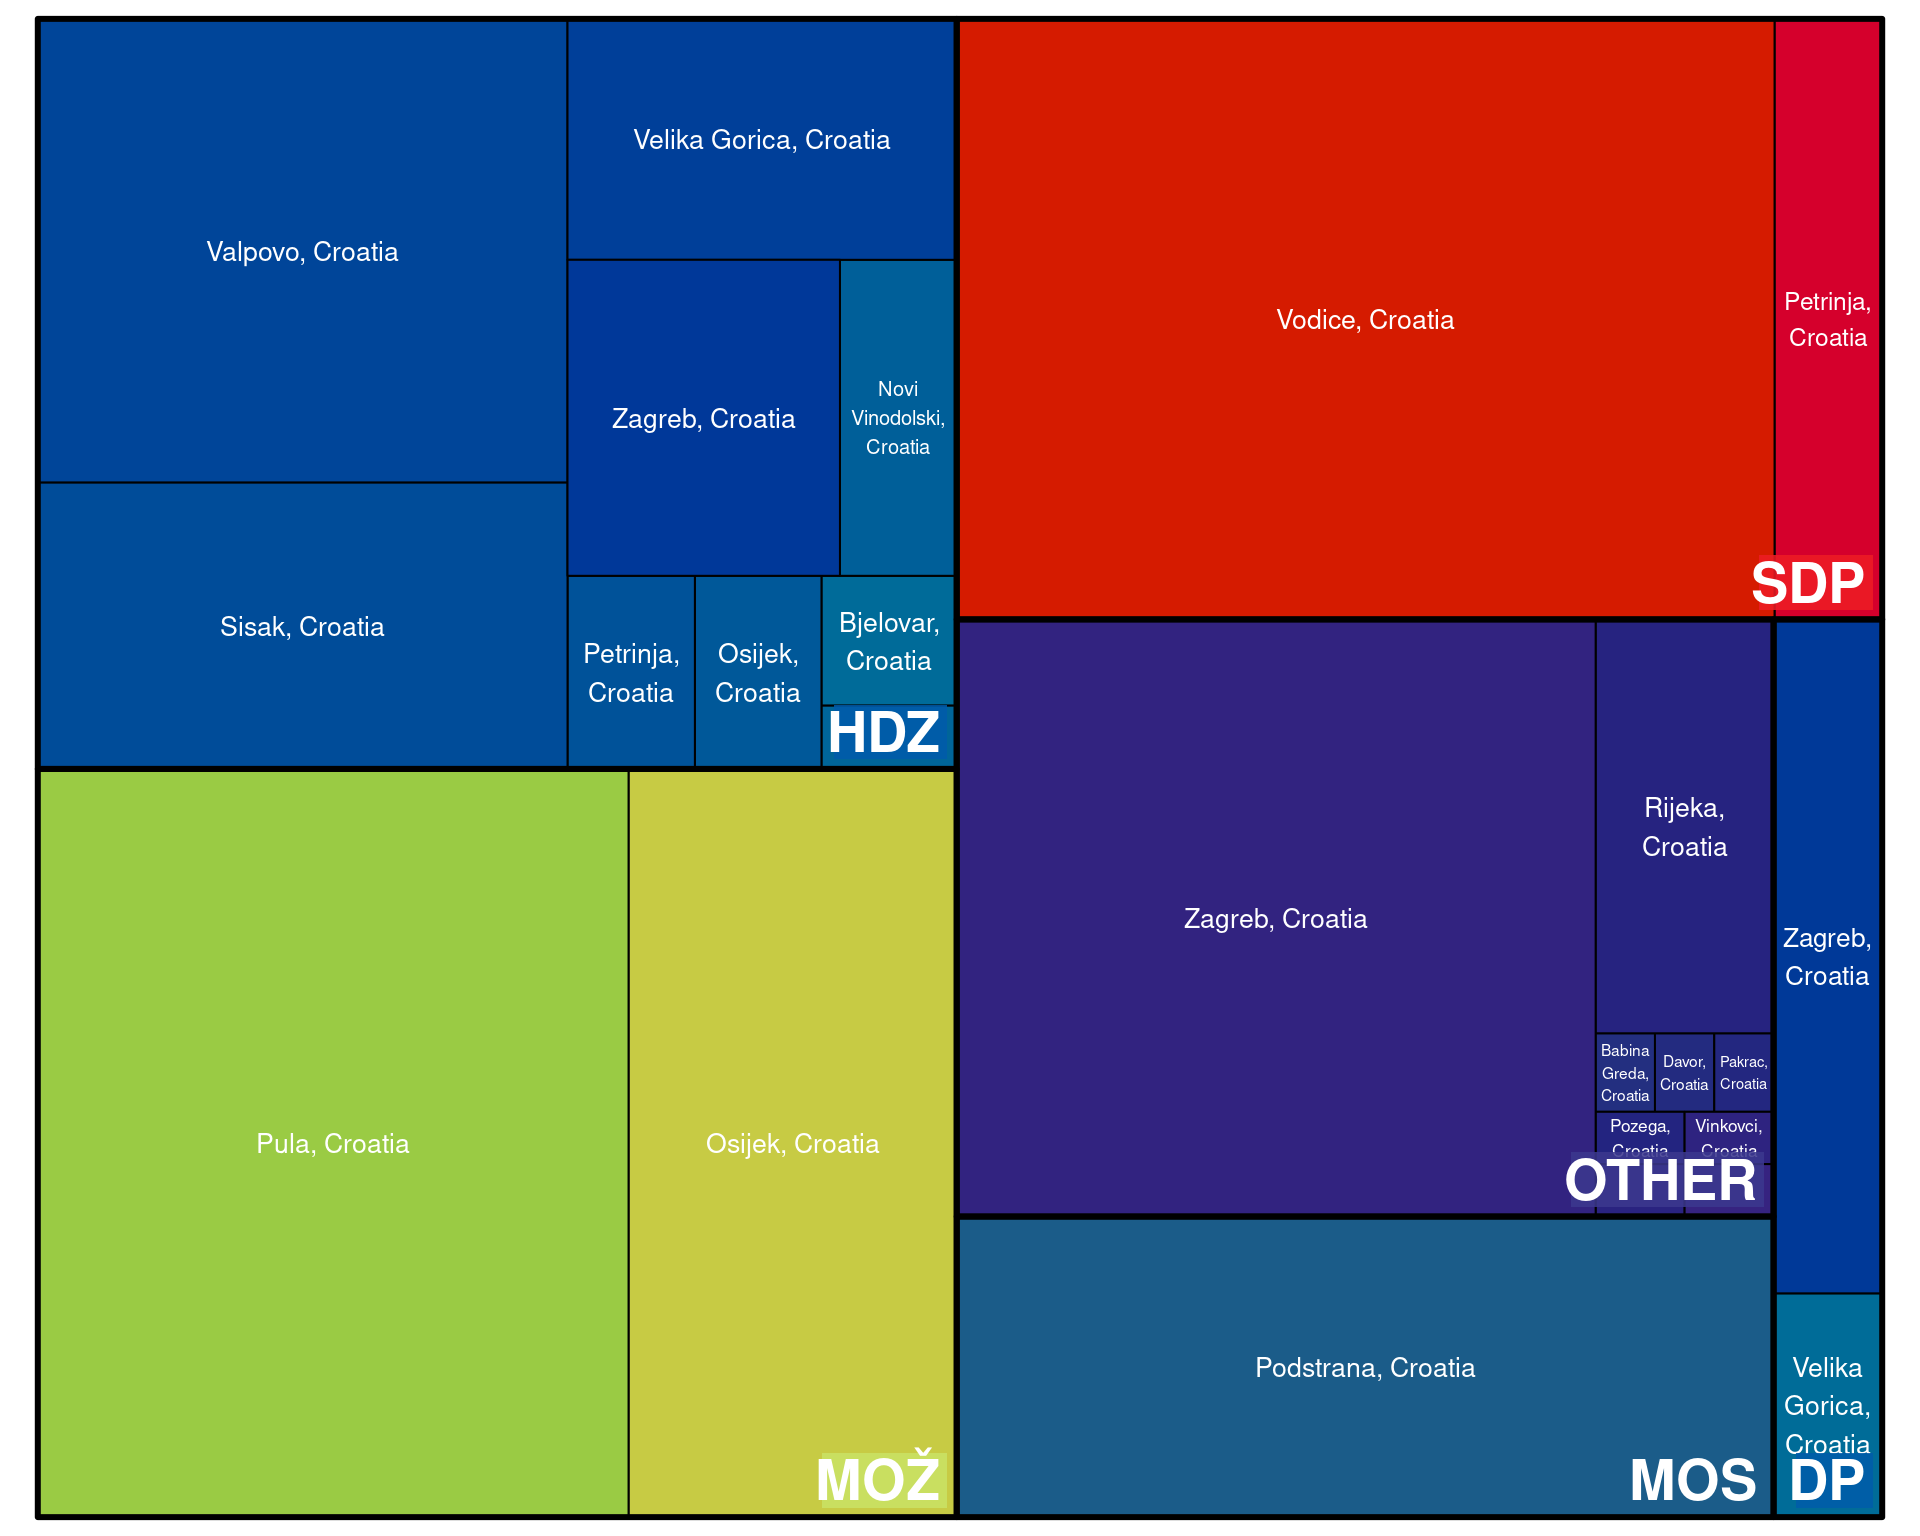 Valpovo, Croatia
Velika Gorica, Croatia
Zagreb, Croatia
Novi
Vinodolski,
Croatia
Sisak, Croatia
Petrinja,
Croatia
Osijek,
Croatia
Bjelovar,
Croatia
HDZ
Pula, Croatia
Osijek, Croatia
MOŽ
Vodice, Croatia
Petrinja,
Croatia
SDP
Zagreb, Croatia
Rijeka,
Croatia
Babina
Greda,
Croatia
Davor,
Croatia
Pakrac,
Croatia
Pozega,
Croatia
Vinkovci,
Croatia
OTHER
Podstrana, Croatia
MOS
Zagreb,
Croatia
Velika
Gorica,
Croatia
DP